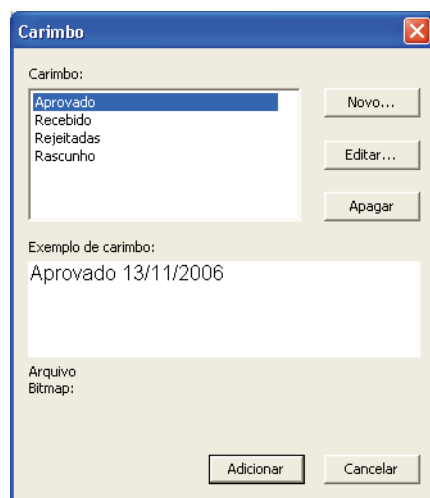 Carimbo
Carimbo:
Aprovado
Recebido
Rejeitadas
Rascunho
Novo...
Editar...
Apagar
Exemplo de carimbo:
Aprovado 13/11/2006
Arquivo
Bitmap:
Adicionar
Cancelar